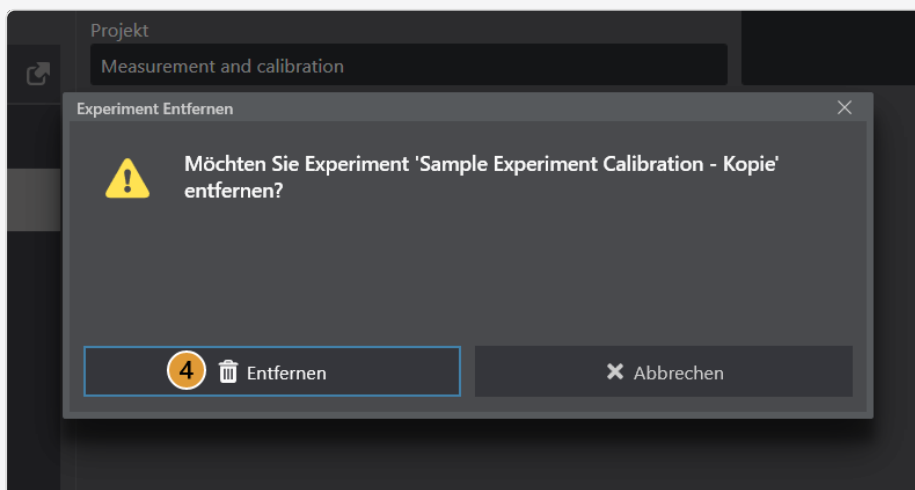 Projekt
Measurement and calibration
Experiment Entfernen
Möchten Sie Experiment 'Sample Experiment Calibration - Kopie'
entfernen?
4 Entfernen
Abbrechen